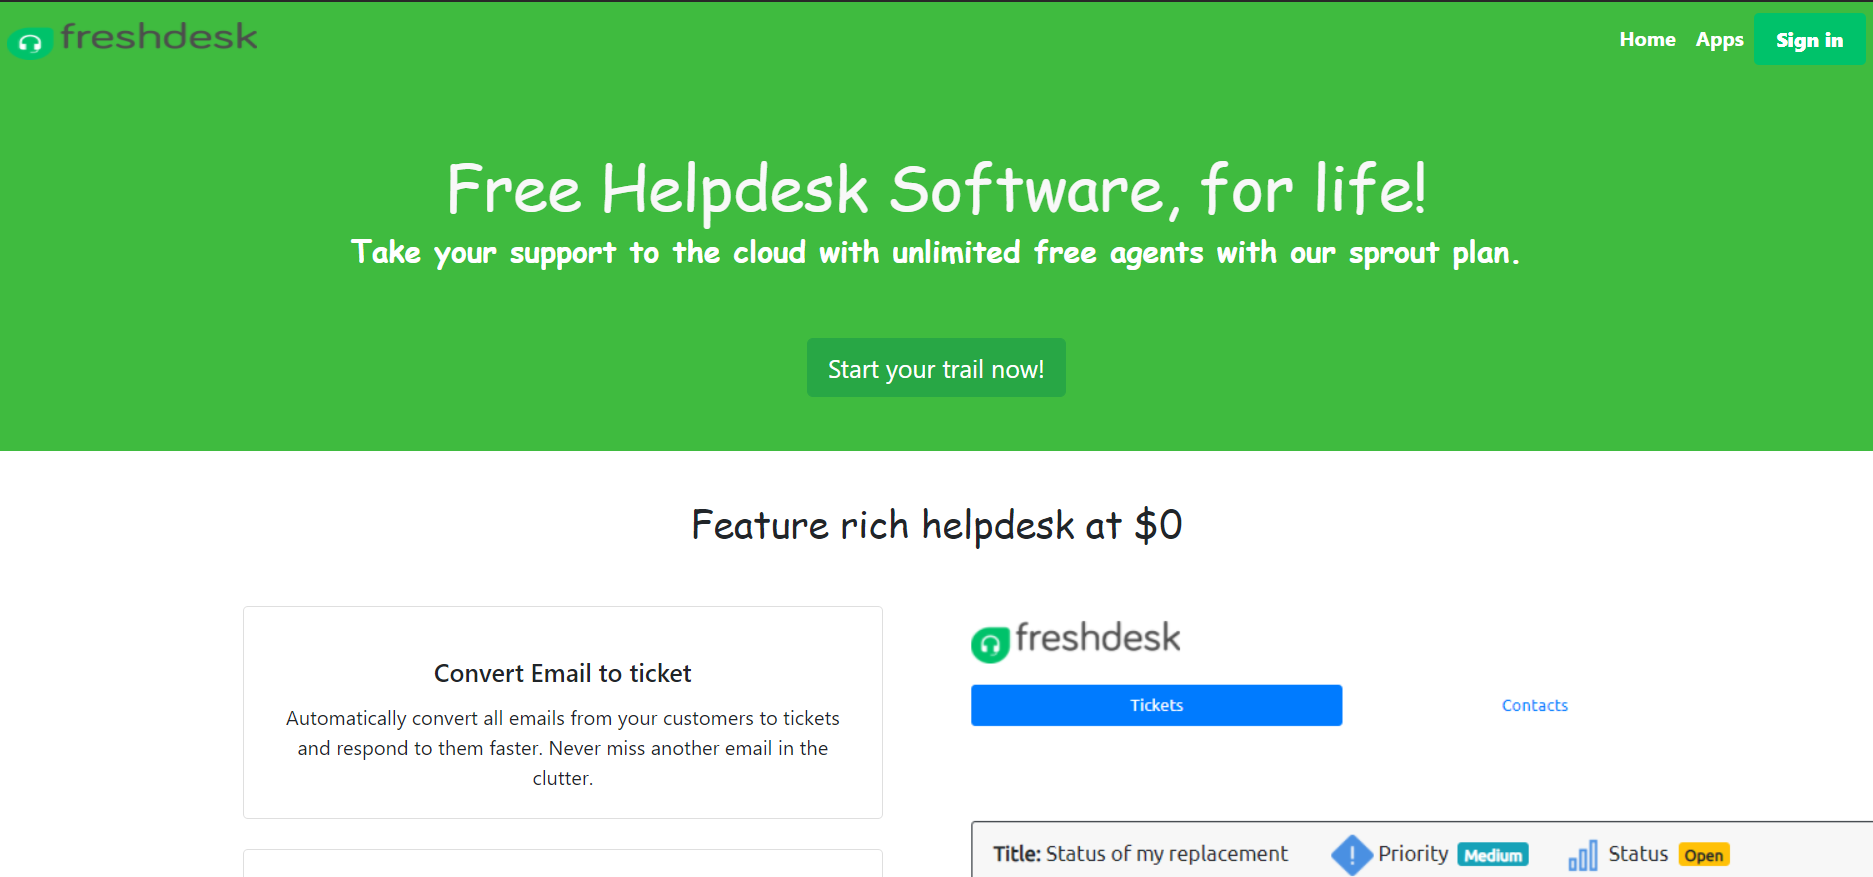 freshdesk
Home Apps Sign in
Free Helpdesk Software, for life!
Take your support to the cloud with unlimited free agents with our sprout plan.
Start your trail now!
Feature rich helpdesk at $0
Convert Email to ticket
Automatically convert all emails from your customers to tickets
and respond to them faster. Never miss another email in the
clutter.
freshdesk
Tickets Contacts
Title: Status of my replacement Priority Medium Status Open